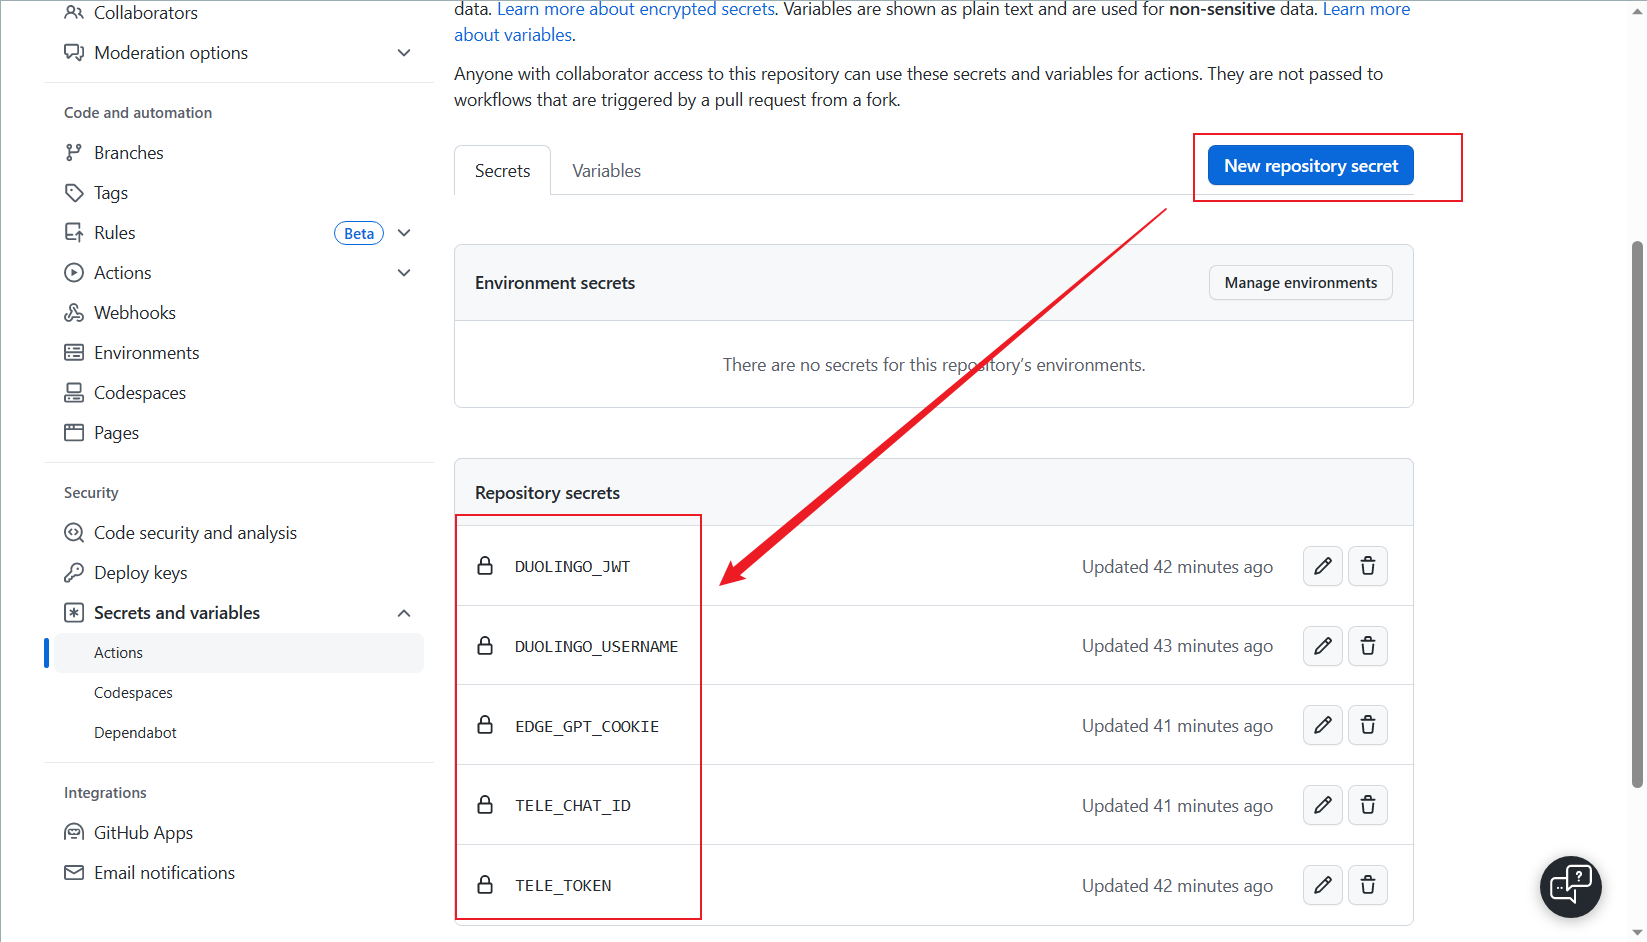 Collaborators
Moderation options
Code and automation
Branches
Tags
Rules
Beta
Actions
Webhooks
Environments
Codespaces
Pages
Security
Code security and analysis
Deploy keys
Secrets and variables
Actions
Codespaces
Dependabot
Integrations
GitHub Apps
Email notifications
data. Learn more about encrypted secrets. Variables are shown as plain text and are used for non-sensitive data. Learn more
about variables.
Anyone with collaborator access to this repository can use these secrets and variables for actions. They are not passed to
workflows that are triggered by a pull request from a fork.
Secrets
Variables
New repository secret
Environment secrets
Manage environments
There are no secrets for this repository's environments.
Repository secrets
DUOLINGO_JWT
Updated 42 minutes ago
DUOLINGO_USERNAME
Updated 43 minutes ago
EDGE_GPT_COOKIE
Updated 41 minutes ago
TELE_CHAT_ID
Updated 41 minutes ago
TELE_TOKEN
Updated 42 minutes ago